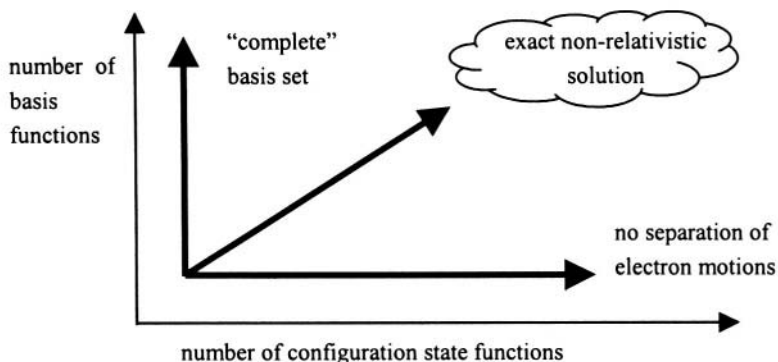 number of
basis
functions
“complete”
basis set
exact non-relativistic
solution
no separation of
electron motions
number of configuration state functions